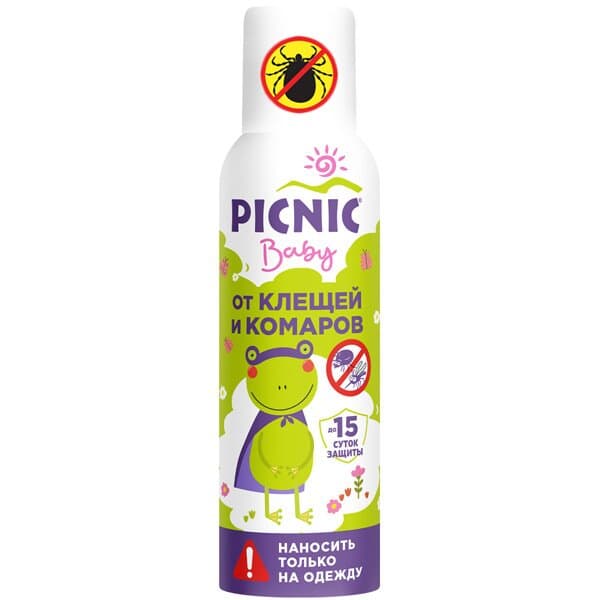 PICNIC®
Baby
от КЛЕЩЕЙ
и КОМАРОВ
до 15
СУТОК
ЗАЩИТЫ
НАНОСИТЬ
ТОЛЬКО
НА ОДЕЖДУ